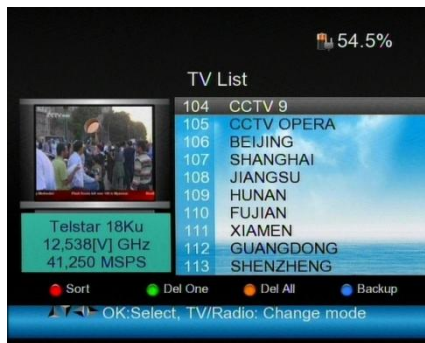 54.5%
TV List
104 CCTV 9
105 CCTV OPERA
106 BEIJING
107 SHANGHAI
108 JIANGSU
109 HUNAN
110 FUJIAN
111 XIAMEN
112 GUANGDONG
113 SHENZHENG
Telstar 18Ku
12,538[V] GHz
41,250 MSPS
Sort Del One Del All Backup
OK:Select, TV/Radio: Change mode